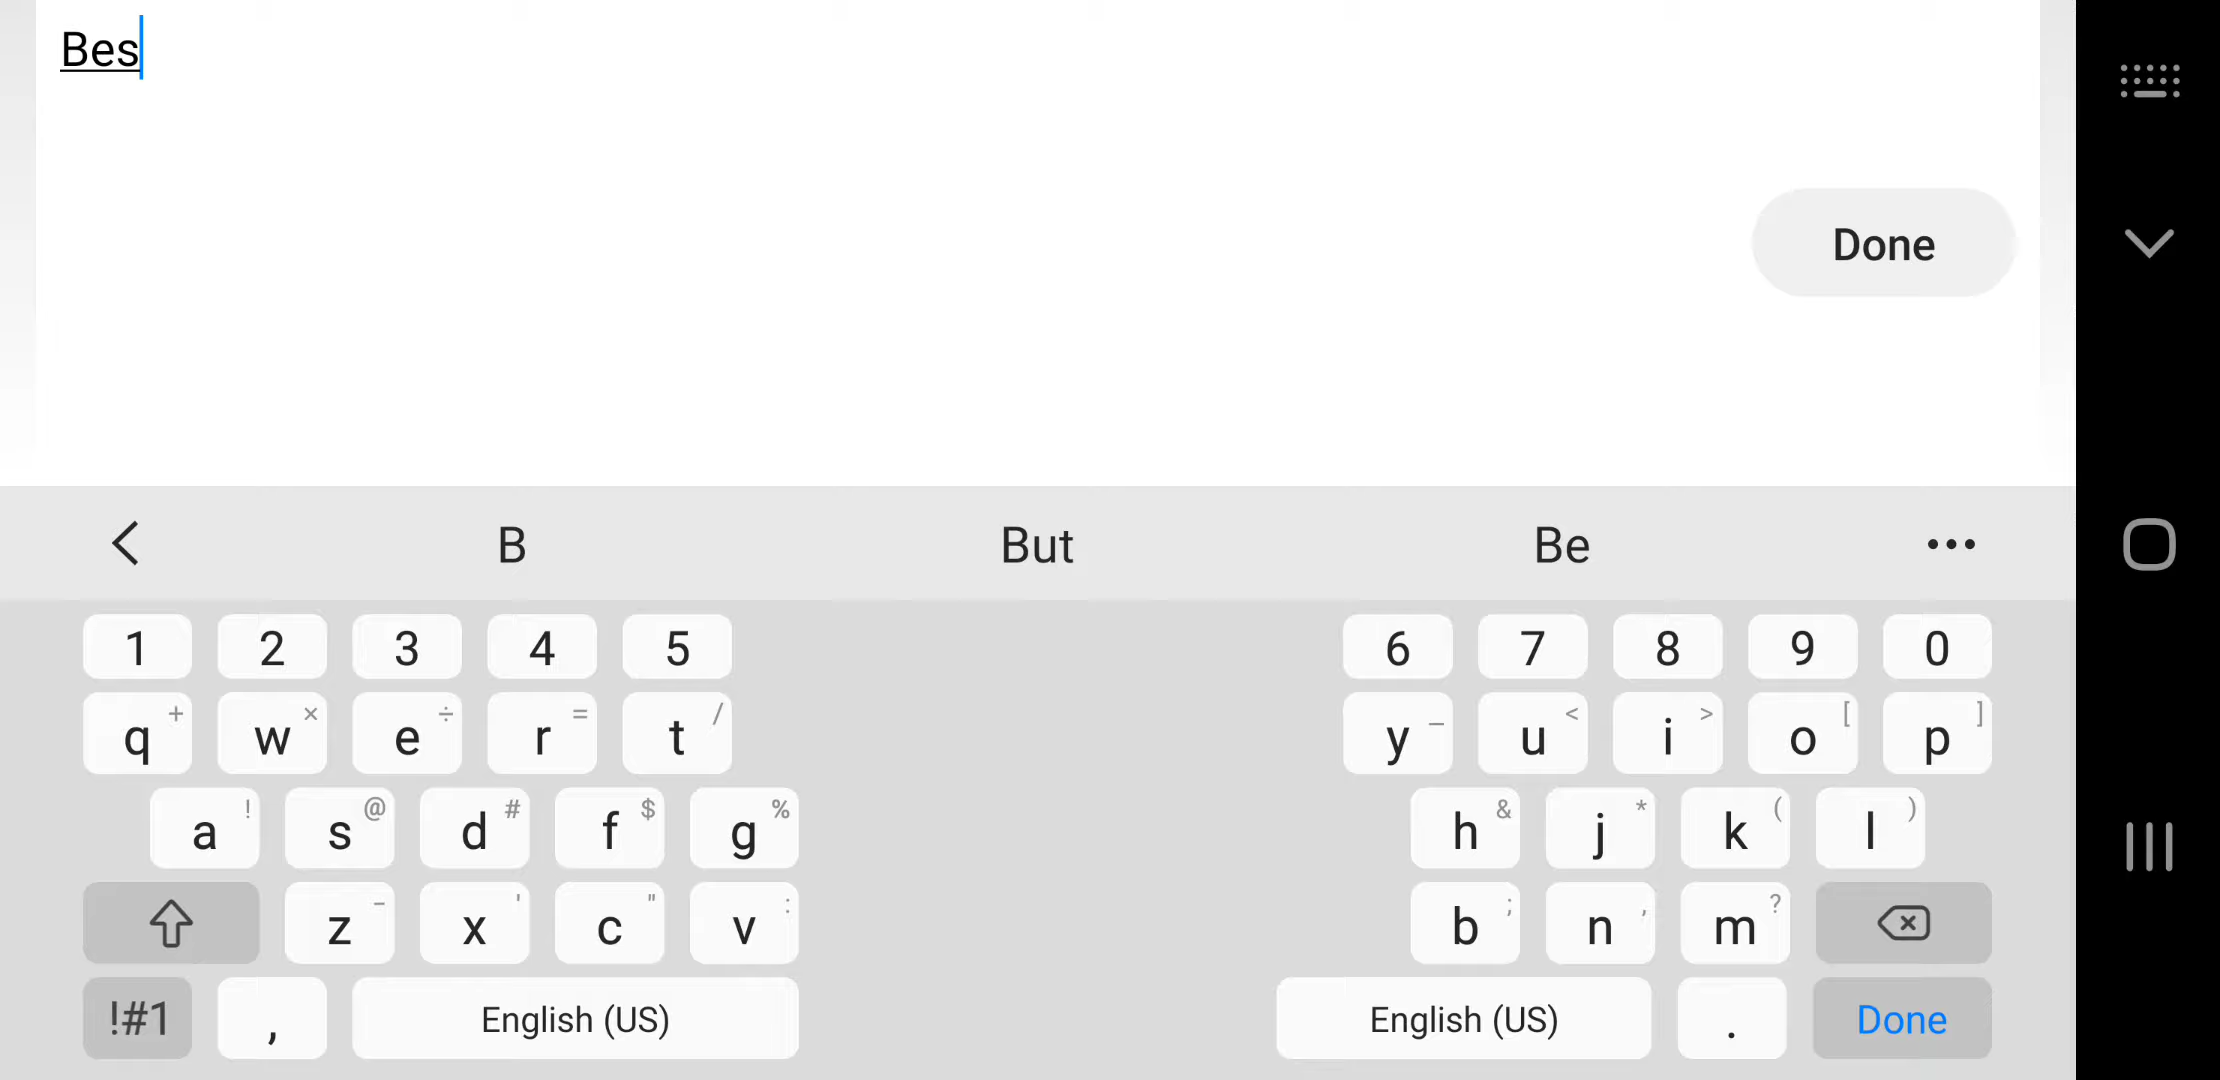 Bes
Done
B But Be •••
1 2 3 4 5 6 7 8 9 0
q + w × e ÷ r = t / y _ u < i > o [ p ]
a ! s @ d # f $ g % h & j * k ( l )
z - x ' c " v : b ; n , m ?
!#1 , English (US) English (US) . Done